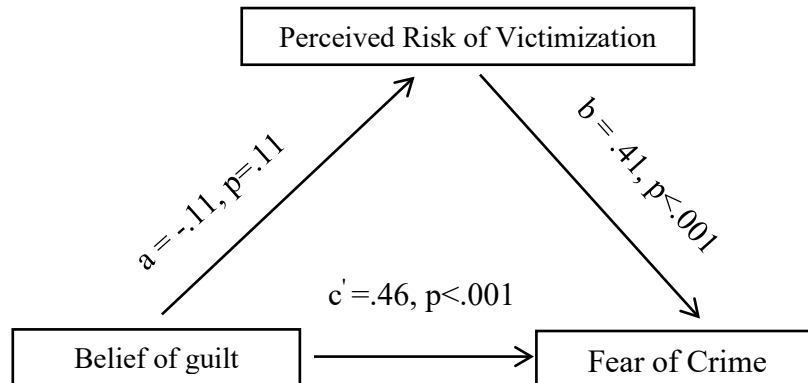 Perceived Risk of Victimization
a = -.11, p=.11
b = .41, p<.001
c' =.46, p<.001
Belief of guilt
Fear of Crime